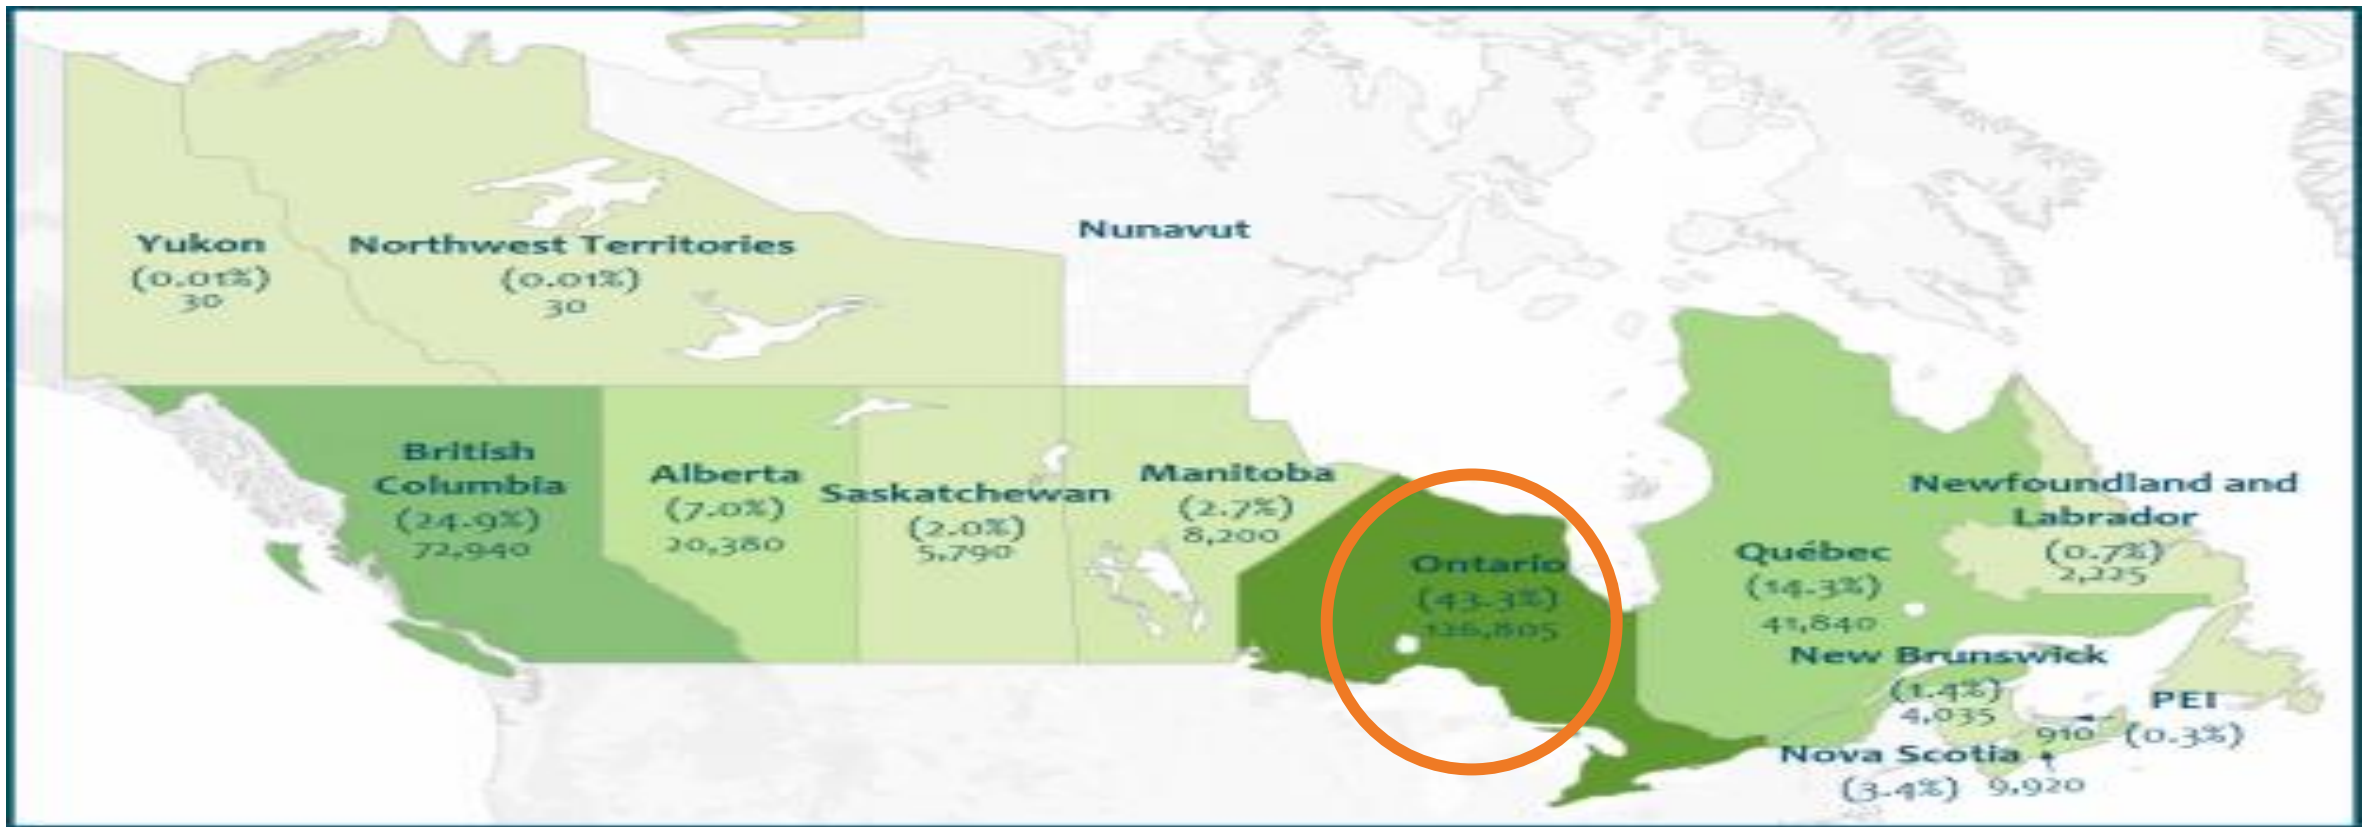 Yukon
(0.01%)
30
Northwest Territories
(0.01%)
30
Nunavut
British
Columbia
(24.9%)
72,940
Alberta
(7.0%)
20,380
Saskatchewan
(2.0%)
5,790
Manitoba
(2.7%)
8,200
Ontario
(43.3%)
126,805
Québec
(14.3%)
41,840
Newfoundland and
Labrador
(0.7%)
2,225
New Brunswick
(1.4%)
4,035
PEI
910 (0.3%)
Nova Scotia
(3.4%) 9,920